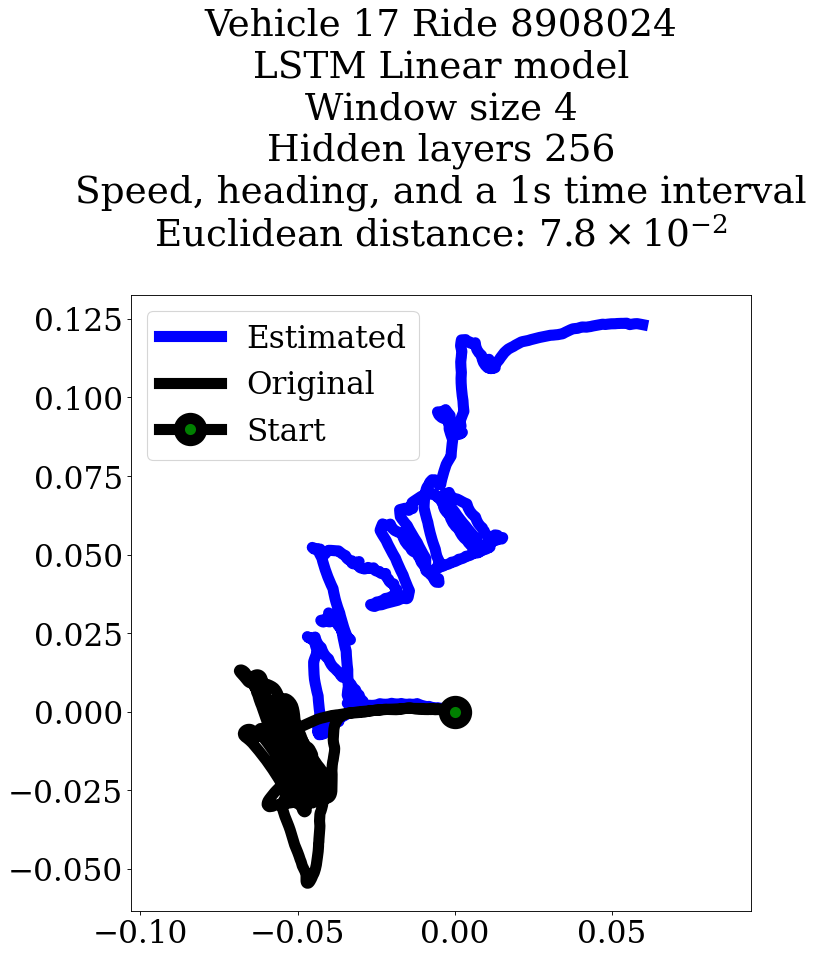 Vehicle 17 Ride 8908024
LSTM Linear model
Window size 4
Hidden layers 256
Speed, heading, and a 1s time interval
Euclidean distance: 7.8 × 10⁻²
Estimated
Original
Start
0.125
0.100
0.075
0.050
0.025
0.000
−0.025
−0.050
−0.10 −0.05 0.00 0.05